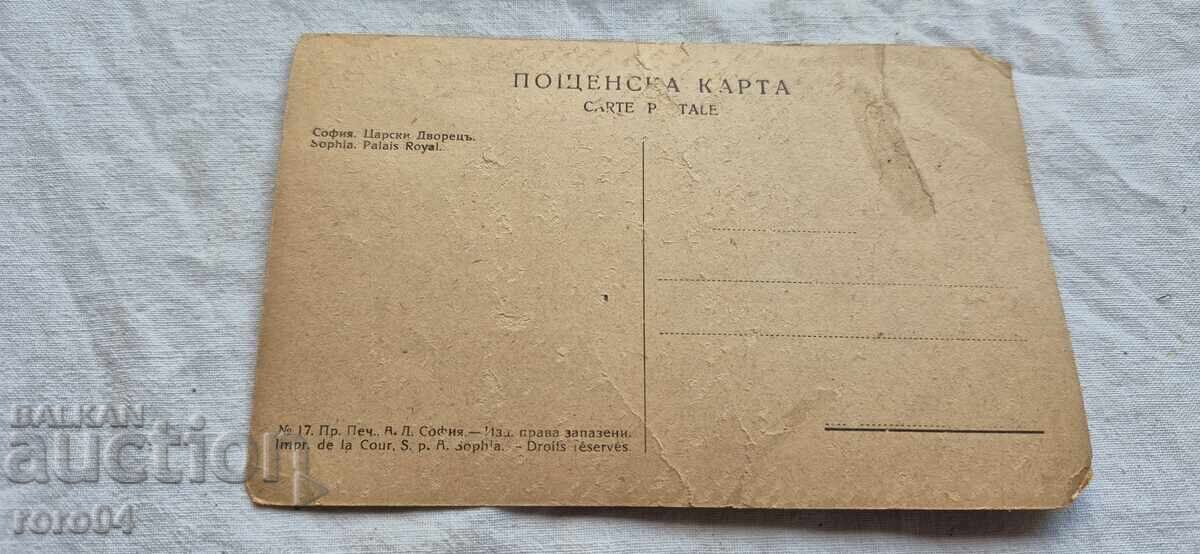 ПОЩЕНСКА КАРТА
CARTE P TALE
София. Царски Дворецъ.
Sophia. Palais Royal.
№ 17. Пр. Печ., А. Д. София. — Изд. права запазени.
Impr. de la Cour, S. p. A. Sophia. — Droits réservés.
BALKAN
auction
roro04